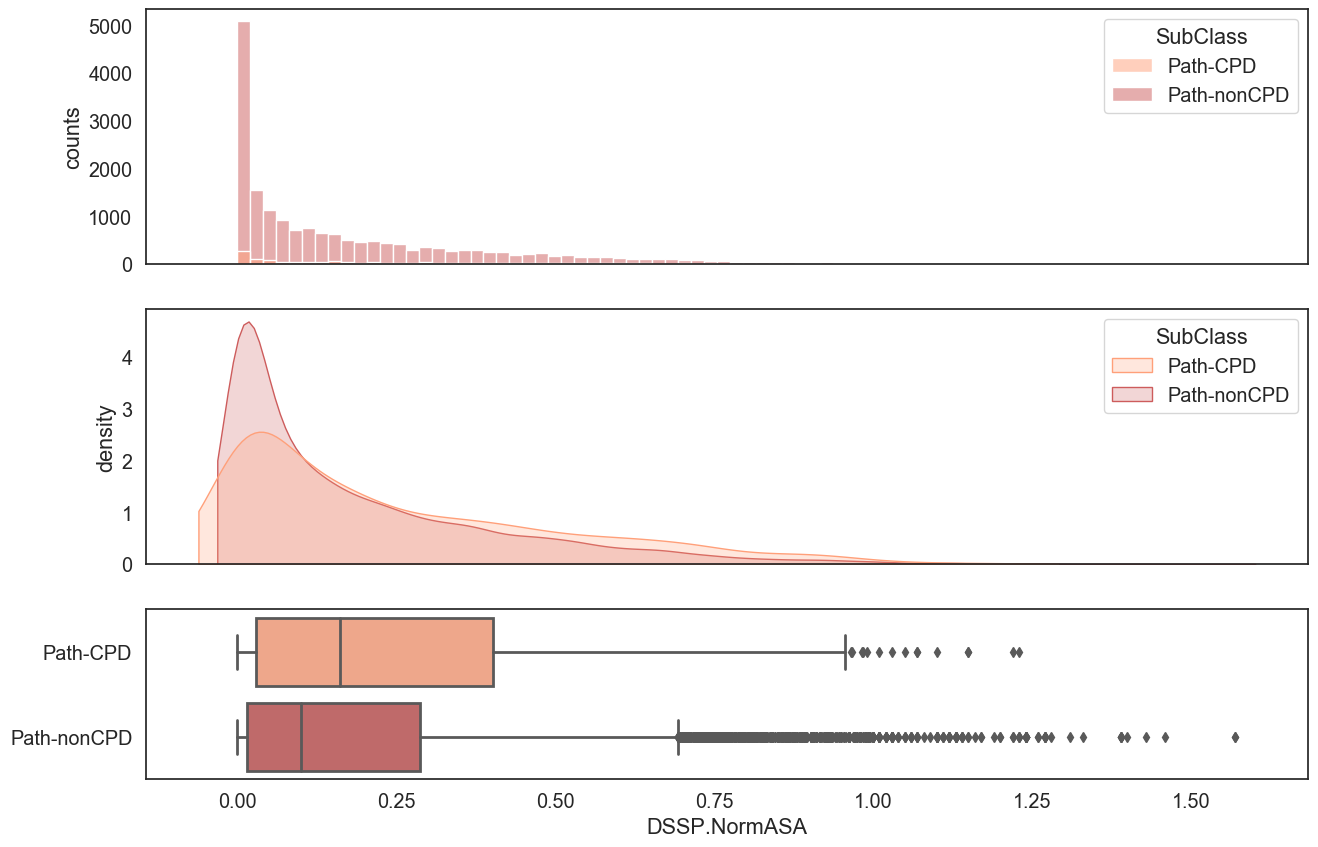 5000
4000
3000
2000
1000
0
counts
SubClass
Path-CPD
Path-nonCPD
4
3
2
1
0
density
SubClass
Path-CPD
Path-nonCPD
Path-CPD
Path-nonCPD
0.00 0.25 0.50 0.75 1.00 1.25 1.50
DSSP.NormASA